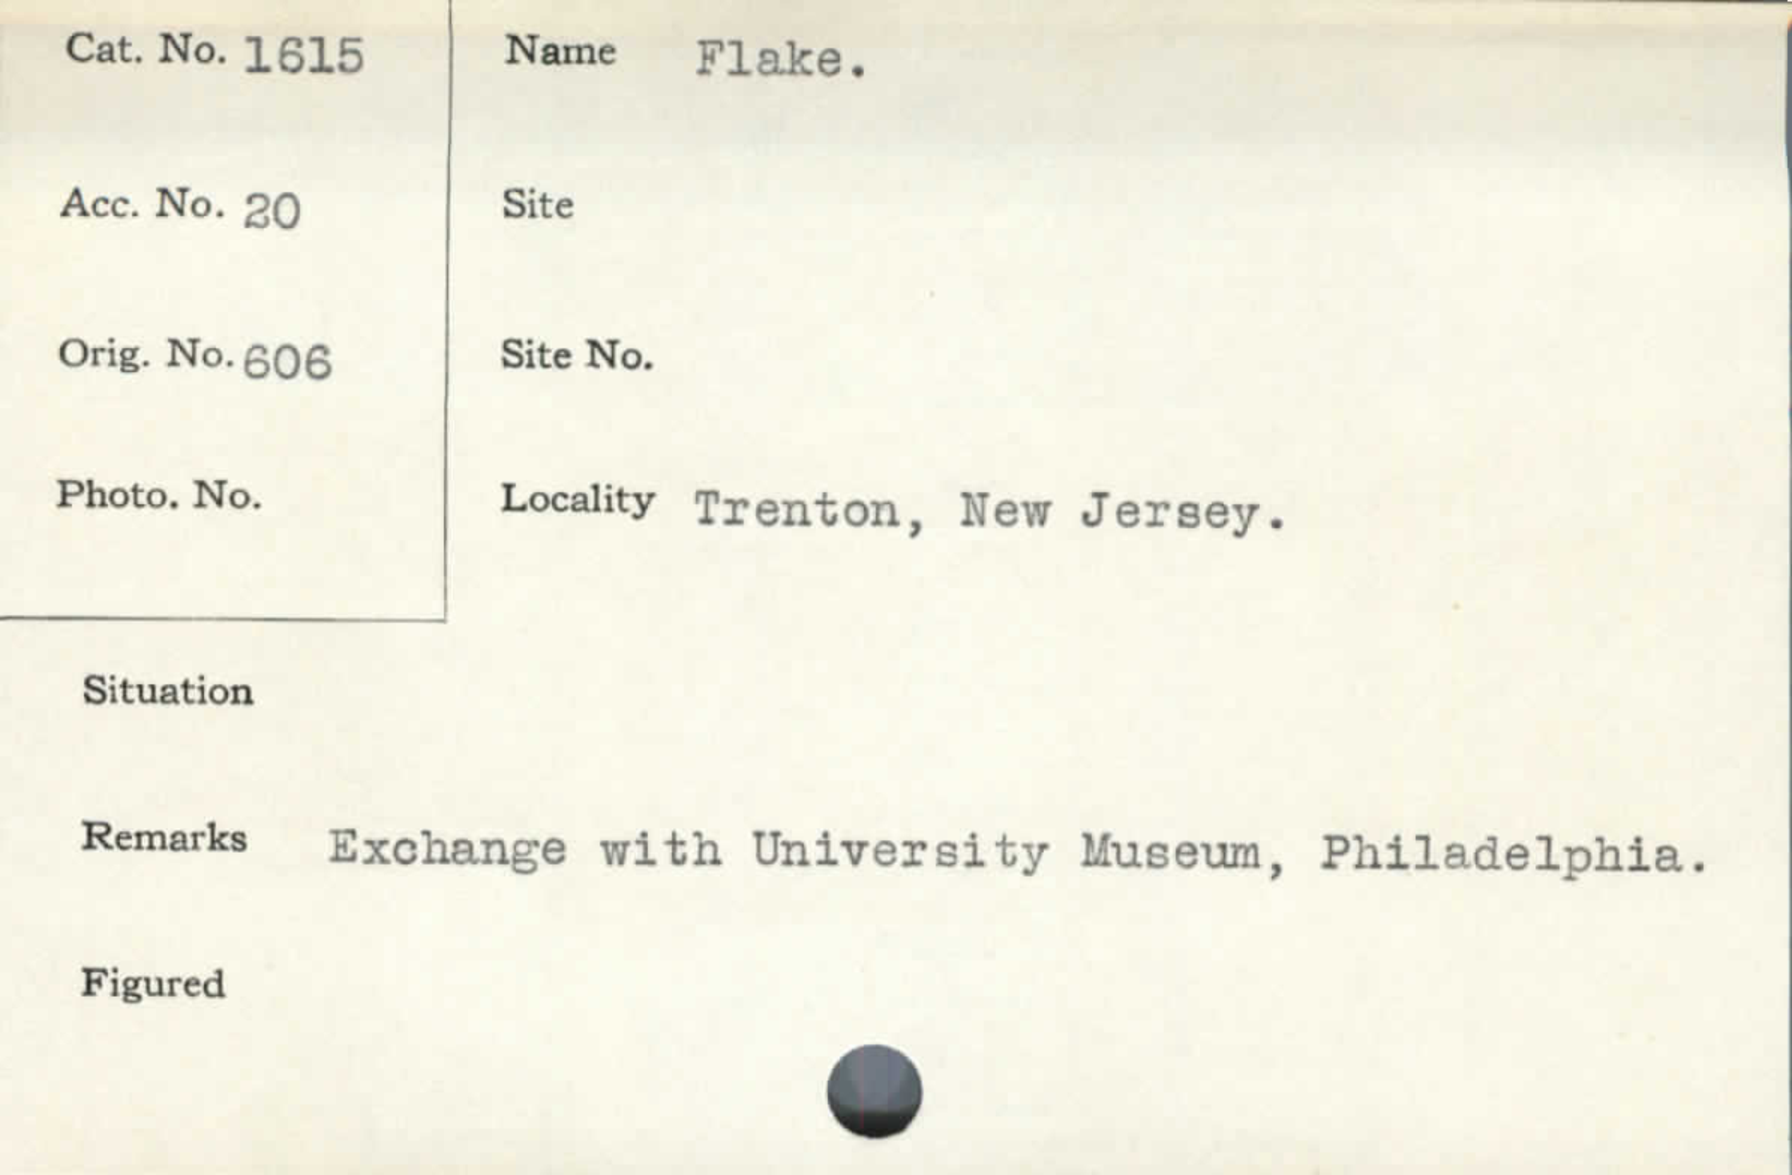 Cat. No. 1615
Name Flake.
Acc. No. 20
Site
Orig. No. 606
Site No.
Photo. No.
Locality Trenton, New Jersey.
Situation
Remarks Exchange with University Museum, Philadelphia.
Figured